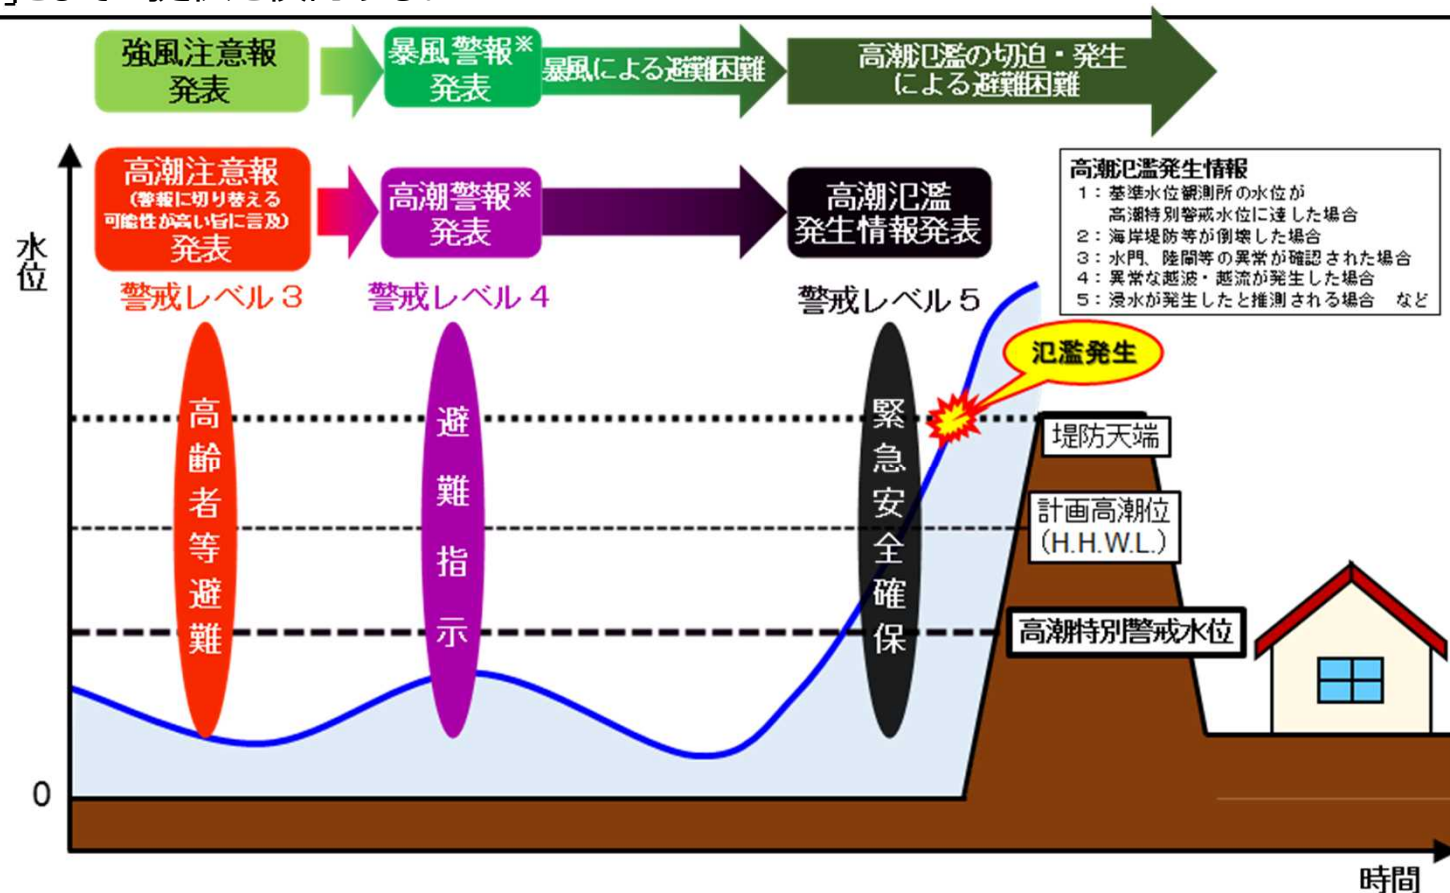 強風注意報
発表
暴風警報※
発表
暴風による避難困難
高潮氾濫の切迫・発生
による避難困難
高潮注意報
(警報に切り替える
可能性が高い旨に言及)
発表
高潮警報※
発表
高潮氾濫
発生情報発表
高潮氾濫発生情報
1:基準水位観測所の水位が
高潮特別警戒水位に達した場合
2:海岸堤防等が倒壊した場合
3:水門、陸閘等の異常が確認された場合
4:異常な越波・越流が発生した場合
5:浸水が発生したと推測される場合 など
水位
警戒レベル3
警戒レベル4
警戒レベル5
氾濫発生
高齢者等避難
避難指示
緊急安全確保
堤防天端
計画高潮位
(H.H.W.L.)
高潮特別警戒水位
0
時間